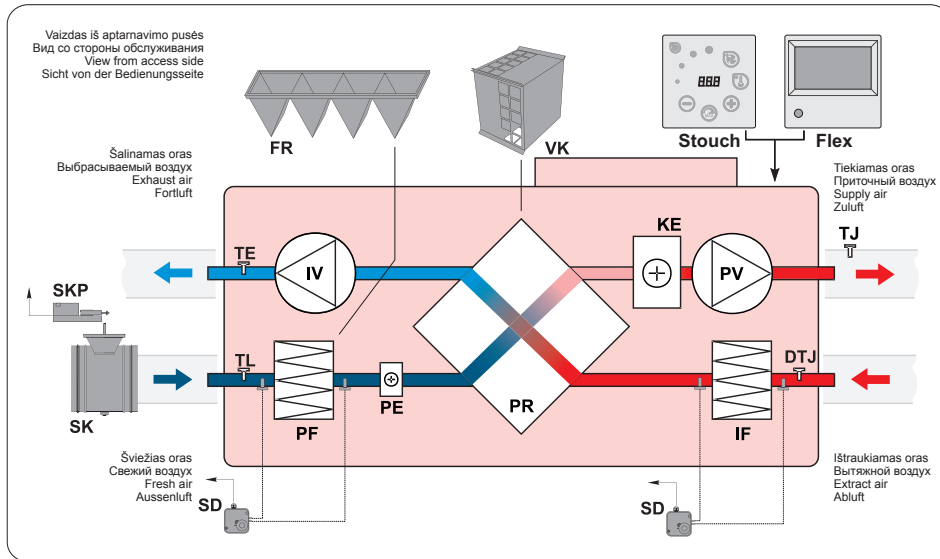 Vaizdas iš aptarnavimo pusės
Вид со стороны обслуживания
View from access side
Sicht von der Bedienungsseite
FR
VK
8.8.8
Stouch
Flex
Šalinamas oras
Выбрасываемый воздух
Exhaust air
Fortluft
Tiekiamas oras
Приточный воздух
Supply air
Zuluft
TE
IV
KE
PV
TJ
SKP
SK
TL
PF
PE
PR
IF
DTJ
Šviežias oras
Свежий воздух
Fresh air
Aussenluft
SD
SD
Ištraukiamas oras
Вытяжной воздух
Extract air
Abluft